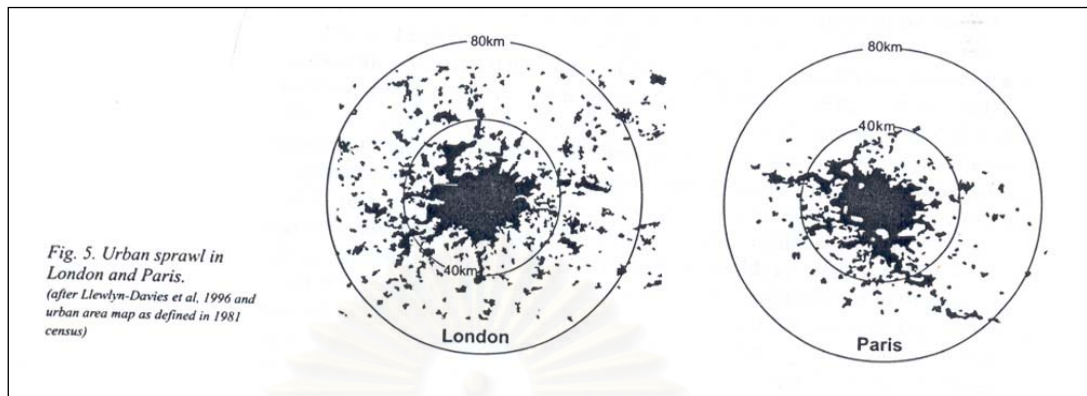 80km
40km
40km
London
80km
40km
Paris
Fig. 5. Urban sprawl in
London and Paris.
(after Llewlyn-Davies et al, 1996 and
urban area map as defined in 1981
census)